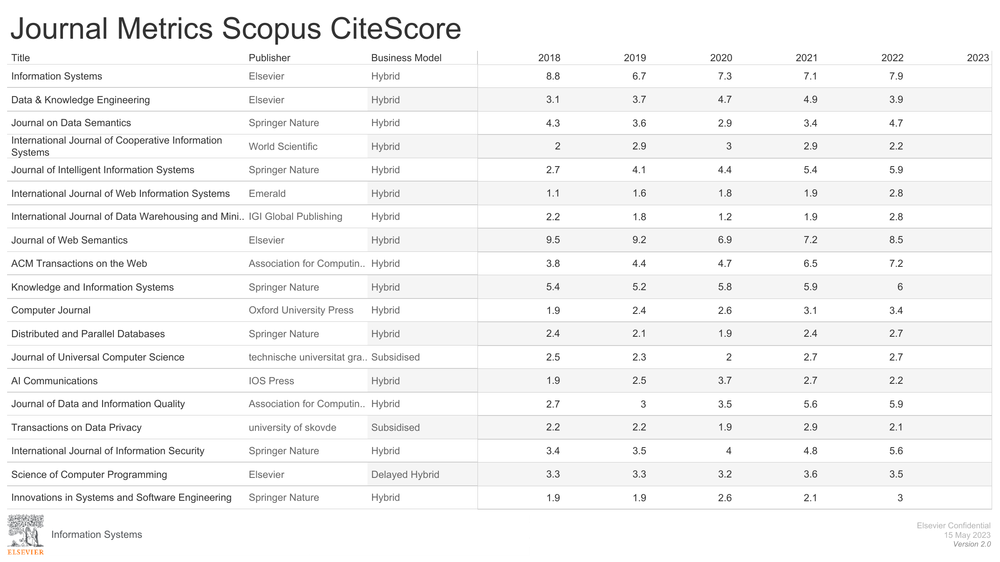 Journal Metrics Scopus CiteScore
Title Publisher Business Model 2018 2019 2020 2021 2022 2023
Information Systems Elsevier Hybrid 8.8 6.7 7.3 7.1 7.9
Data & Knowledge Engineering Elsevier Hybrid 3.1 3.7 4.7 4.9 3.9
Journal on Data Semantics Springer Nature Hybrid 4.3 3.6 2.9 3.4 4.7
International Journal of Cooperative Information
Systems World Scientific Hybrid 2 2.9 3 2.9 2.2
Journal of Intelligent Information Systems Springer Nature Hybrid 2.7 4.1 4.4 5.4 5.9
International Journal of Web Information Systems Emerald Hybrid 1.1 1.6 1.8 1.9 2.8
International Journal of Data Warehousing and Mini.. IGI Global Publishing Hybrid 2.2 1.8 1.2 1.9 2.8
Journal of Web Semantics Elsevier Hybrid 9.5 9.2 6.9 7.2 8.5
ACM Transactions on the Web Association for Computin.. Hybrid 3.8 4.4 4.7 6.5 7.2
Knowledge and Information Systems Springer Nature Hybrid 5.4 5.2 5.8 5.9 6
Computer Journal Oxford University Press Hybrid 1.9 2.4 2.6 3.1 3.4
Distributed and Parallel Databases Springer Nature Hybrid 2.4 2.1 1.9 2.4 2.7
Journal of Universal Computer Science technische universitat gra.. Subsidised 2.5 2.3 2 2.7 2.7
AI Communications IOS Press Hybrid 1.9 2.5 3.7 2.7 2.2
Journal of Data and Information Quality Association for Computin.. Hybrid 2.7 3 3.5 5.6 5.9
Transactions on Data Privacy university of skovde Subsidised 2.2 2.2 1.9 2.9 2.1
International Journal of Information Security Springer Nature Hybrid 3.4 3.5 4 4.8 5.6
Science of Computer Programming Elsevier Delayed Hybrid 3.3 3.3 3.2 3.6 3.5
Innovations in Systems and Software Engineering Springer Nature Hybrid 1.9 1.9 2.6 2.1 3
ELSEVIER
Information Systems
Elsevier Confidential
15 May 2023
Version 2.0